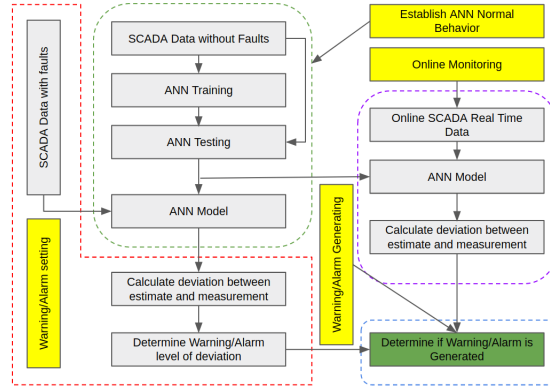 SCADA Data with faults
Warning/Alarm setting
SCADA Data without Faults
ANN Training
ANN Testing
ANN Model
Calculate deviation between
estimate and measurement
Determine Warning/Alarm
level of deviation
Warning/Alarm Generating
Establish ANN Normal
Behavior
Online Monitoring
Online SCADA Real Time
Data
ANN Model
Calculate deviation between
estimate and measurement
Determine if Warning/Alarm is
Generated